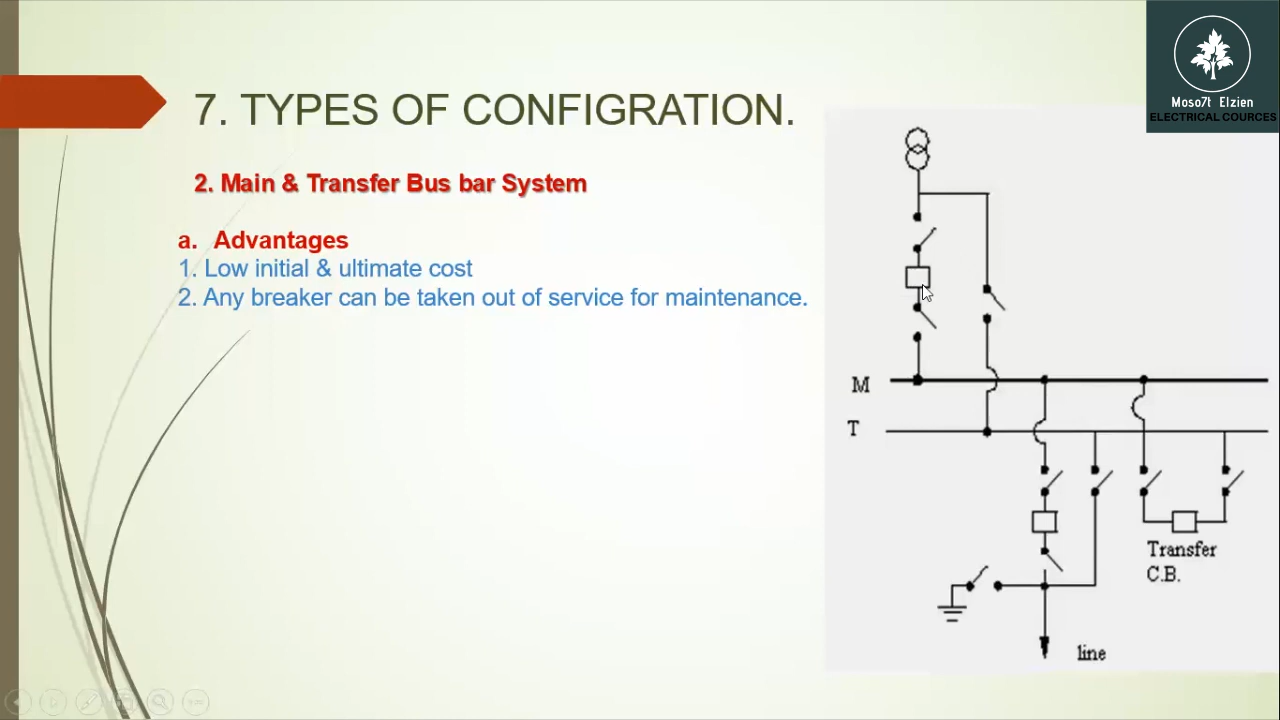 Moso7l Elzien
ELECTRICAL COURCES
7. TYPES OF CONFIGRATION.
2. Main & Transfer Bus bar System
a. Advantages
1. Low initial & ultimate cost
2. Any breaker can be taken out of service for maintenance.
M
T
Transfer
C.B.
line